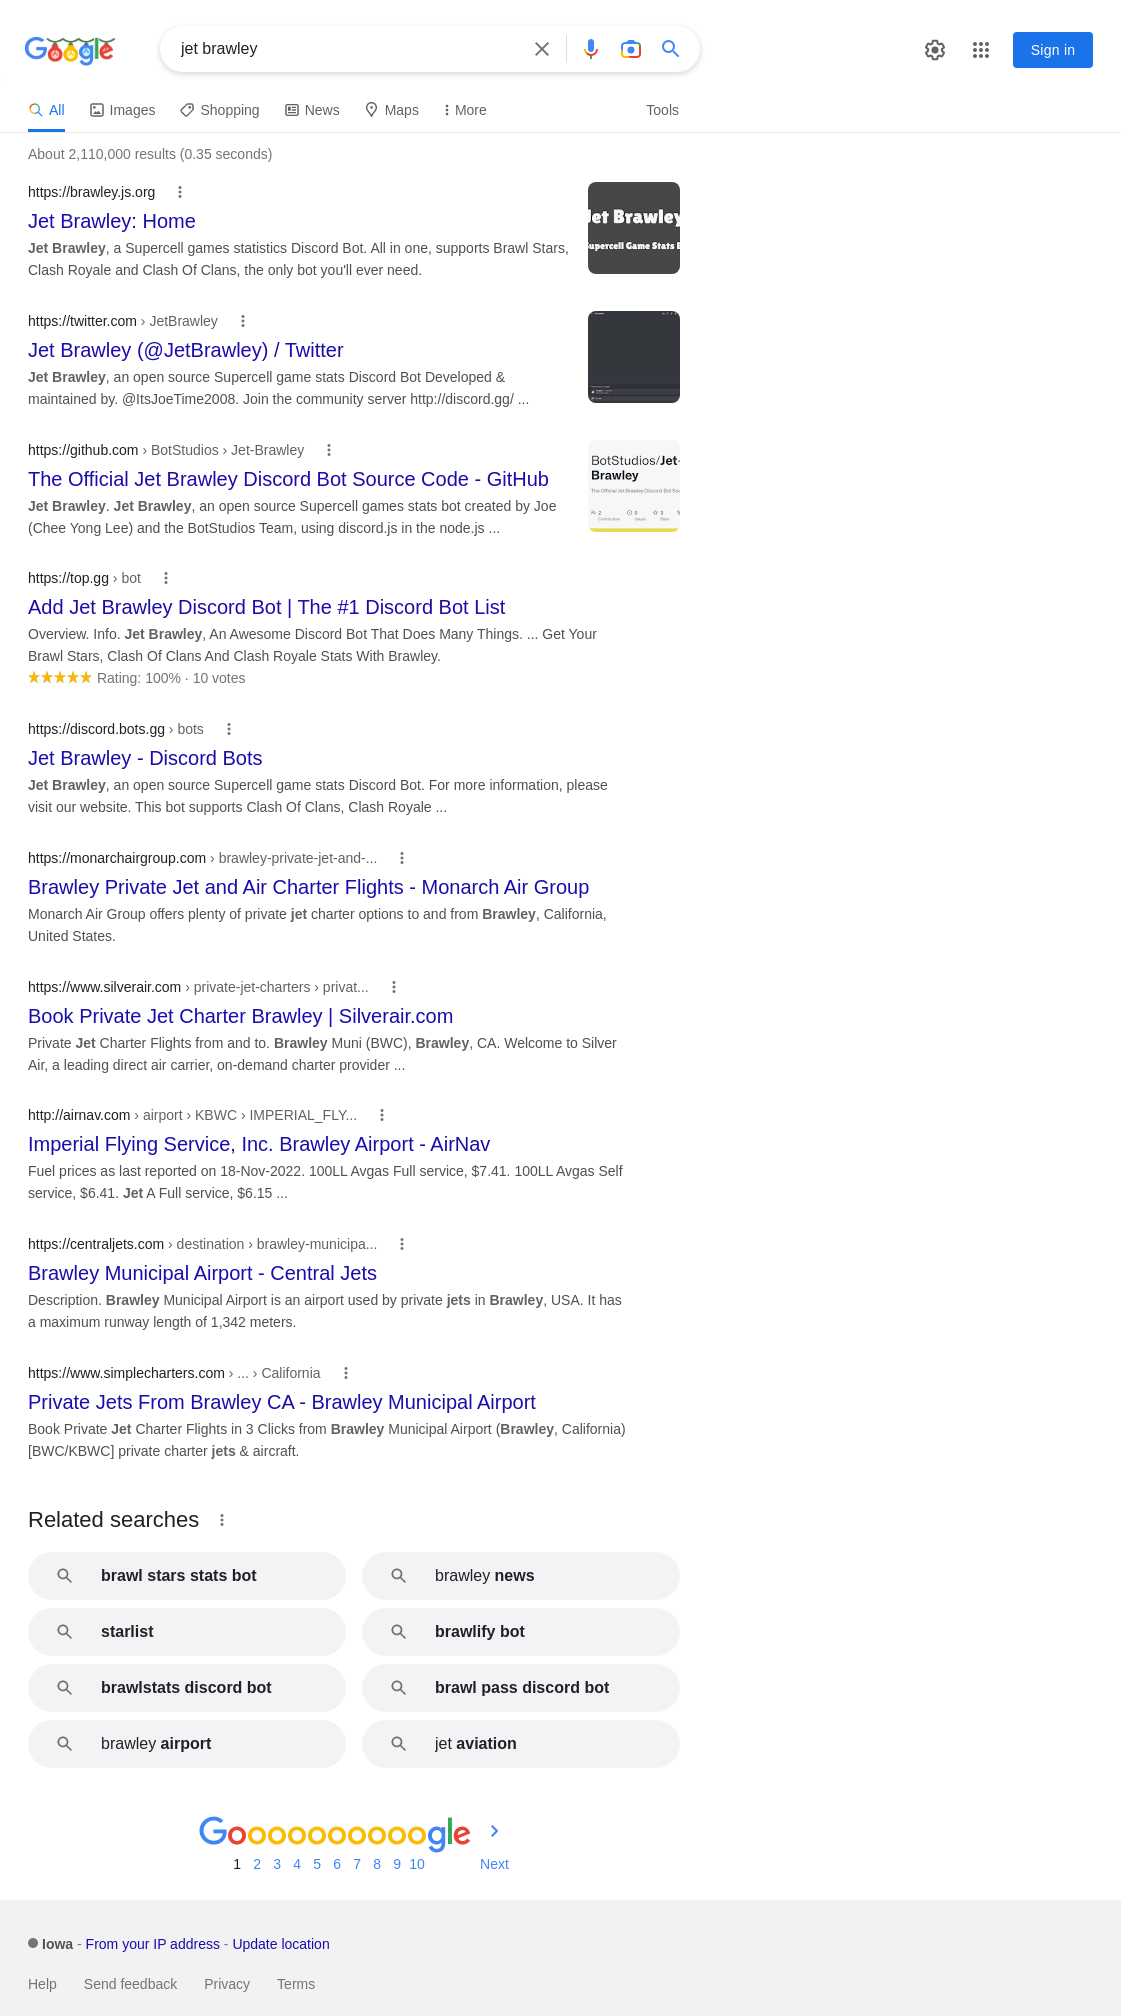 Google
jet brawley
Sign in
All
Images
Shopping
News
Maps
More
Tools
About 2,110,000 results (0.35 seconds)
https://brawley.js.org
Jet Brawley: Home
Jet Brawley, a Supercell games statistics Discord Bot. All in one, supports Brawl Stars,
Clash Royale and Clash Of Clans, the only bot you'll ever need.
Jet Brawley
Supercell Game Stats
https://twitter.com › JetBrawley
Jet Brawley (@JetBrawley) / Twitter
Jet Brawley, an open source Supercell game stats Discord Bot Developed &
maintained by. @ItsJoeTime2008. Join the community server http://discord.gg/ ...
https://github.com › BotStudios › Jet-Brawley
The Official Jet Brawley Discord Bot Source Code - GitHub
Jet Brawley. Jet Brawley, an open source Supercell games stats bot created by Joe
(Chee Yong Lee) and the BotStudios Team, using discord.js in the node.js ...
BotStudios/Jet-
Brawley
The Official Jet Brawley Discord Bot
https://top.gg › bot
Add Jet Brawley Discord Bot | The #1 Discord Bot List
Overview. Info. Jet Brawley, An Awesome Discord Bot That Does Many Things. ... Get Your
Brawl Stars, Clash Of Clans And Clash Royale Stats With Brawley.
Rating: 100% · 10 votes
https://discord.bots.gg › bots
Jet Brawley - Discord Bots
Jet Brawley, an open source Supercell game stats Discord Bot. For more information, please
visit our website. This bot supports Clash Of Clans, Clash Royale ...
https://monarchairgroup.com › brawley-private-jet-and-...
Brawley Private Jet and Air Charter Flights - Monarch Air Group
Monarch Air Group offers plenty of private jet charter options to and from Brawley, California,
United States.
https://www.silverair.com › private-jet-charters › privat...
Book Private Jet Charter Brawley | Silverair.com
Private Jet Charter Flights from and to. Brawley Muni (BWC), Brawley, CA. Welcome to Silver
Air, a leading direct air carrier, on-demand charter provider ...
http://airnav.com › airport › KBWC › IMPERIAL_FLY...
Imperial Flying Service, Inc. Brawley Airport - AirNav
Fuel prices as last reported on 18-Nov-2022. 100LL Avgas Full service, $7.41. 100LL Avgas Self
service, $6.41. Jet A Full service, $6.15 ...
https://centraljets.com › destination › brawley-municipa...
Brawley Municipal Airport - Central Jets
Description. Brawley Municipal Airport is an airport used by private jets in Brawley, USA. It has
a maximum runway length of 1,342 meters.
https://www.simplecharters.com › ... › California
Private Jets From Brawley CA - Brawley Municipal Airport
Book Private Jet Charter Flights in 3 Clicks from Brawley Municipal Airport (Brawley, California)
[BWC/KBWC] private charter jets & aircraft.
Related searches
brawl stars stats bot
brawley news
starlist
brawlify bot
brawlstats discord bot
brawl pass discord bot
brawley airport
jet aviation
Goooooooooogle
1 2 3 4 5 6 7 8 9 10 Next
Iowa - From your IP address - Update location
Help Send feedback Privacy Terms